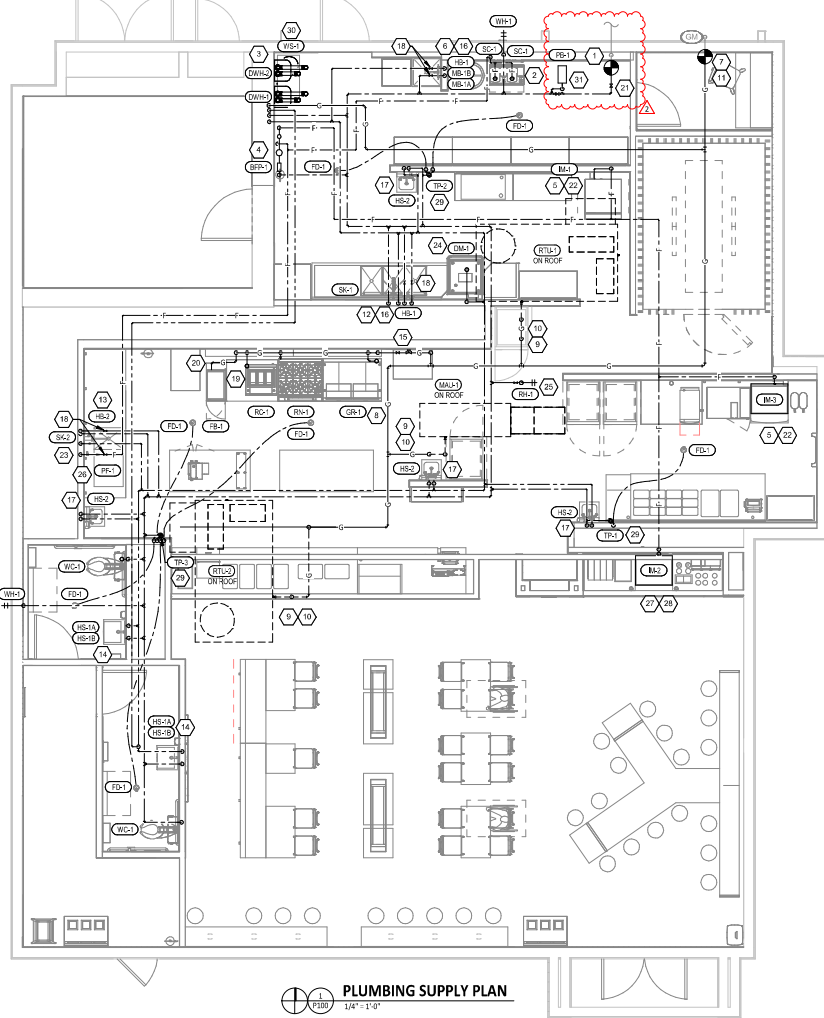 30
WH-1
WS-1
3
18
6
16
SC-1
SC-1
PB-1
1
GM
7
DWH-2
HB-1
MB-1B
MB-1A
2
31
21
11
DWH-1
2
G
FD-1
F
4
F
G
BFP-1
FD-1
17
TP-2
IM-1
HS-2
29
5
22
F
F
24
DM-1
RTU-1
ON ROOF
F
G
SK-1
18
12
16
HB-1
F
F
10
15
9
G
G
G
G
20
19
MAU-1
ON ROOF
RH-1
25
F
13
RC-1
RN-1
GR-1
8
IM-3
HB-2
FD-1
FB-1
FD-1
9
10
18
SK-2
5
22
23
F
PF-1
HS-2
17
FD-1
26
17
HS-2
HS-2
G
17
TP-1
29
WC-1
TP-3
29
RTU-2
ON ROOF
G
IM-2
WH-1
FD-1
9
10
27
28
HS-1A
HS-1B
14
HS-1A
HS-1B
14
FD-1
WC-1
1
P100
PLUMBING SUPPLY PLAN
1/4" = 1'-0"